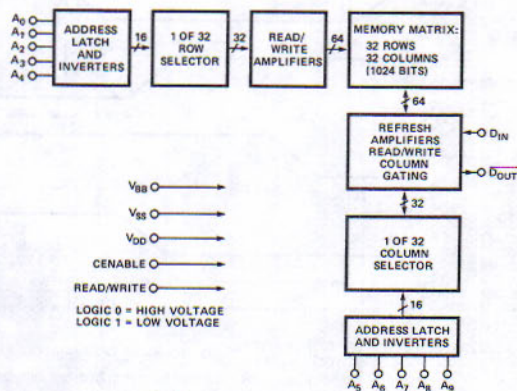 A0
A1
A2
A3
A4
ADDRESS
LATCH
AND
INVERTERS
16
1 OF 32
ROW
SELECTOR
32
READ/
WRITE
AMPLIFIERS
64
MEMORY MATRIX:
32 ROWS
32 COLUMNS
(1024 BITS)
64
REFRESH
AMPLIFIERS
READ/WRITE
COLUMN
GATING
DIN
DOUT
32
1 OF 32
COLUMN
SELECTOR
16
ADDRESS LATCH
AND INVERTERS
A5 A6 A7 A8 A9
VBB
VSS
VDD
CENABLE
READ/WRITE
LOGIC 0 = HIGH VOLTAGE
LOGIC 1 = LOW VOLTAGE